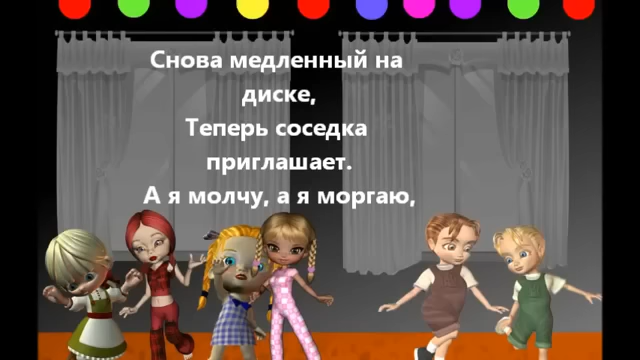 Снова медленный на
диске,
Теперь соседка
приглашает.
А я молчу, а я моргаю,